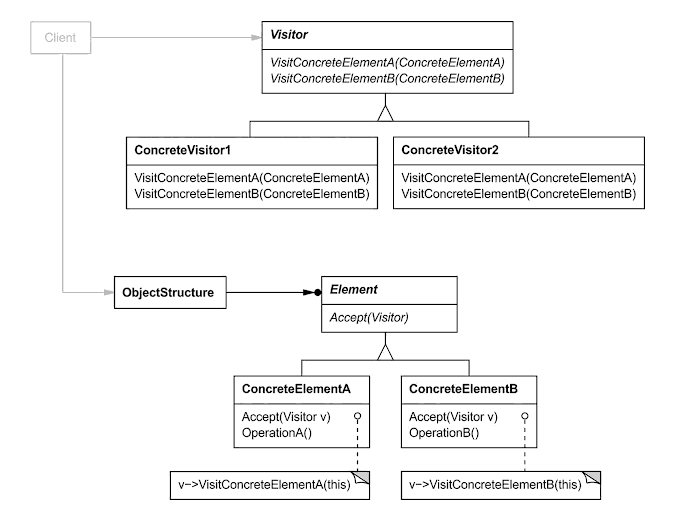 Client
Visitor
VisitConcreteElementA(ConcreteElementA)
VisitConcreteElementB(ConcreteElementB)
ConcreteVisitor1
VisitConcreteElementA(ConcreteElementA)
VisitConcreteElementB(ConcreteElementB)
ConcreteVisitor2
VisitConcreteElementA(ConcreteElementA)
VisitConcreteElementB(ConcreteElementB)
ObjectStructure
Element
Accept(Visitor)
ConcreteElementA
Accept(Visitor v)
OperationA()
ConcreteElementB
Accept(Visitor v)
OperationB()
v−>VisitConcreteElementA(this)
v−>VisitConcreteElementB(this)